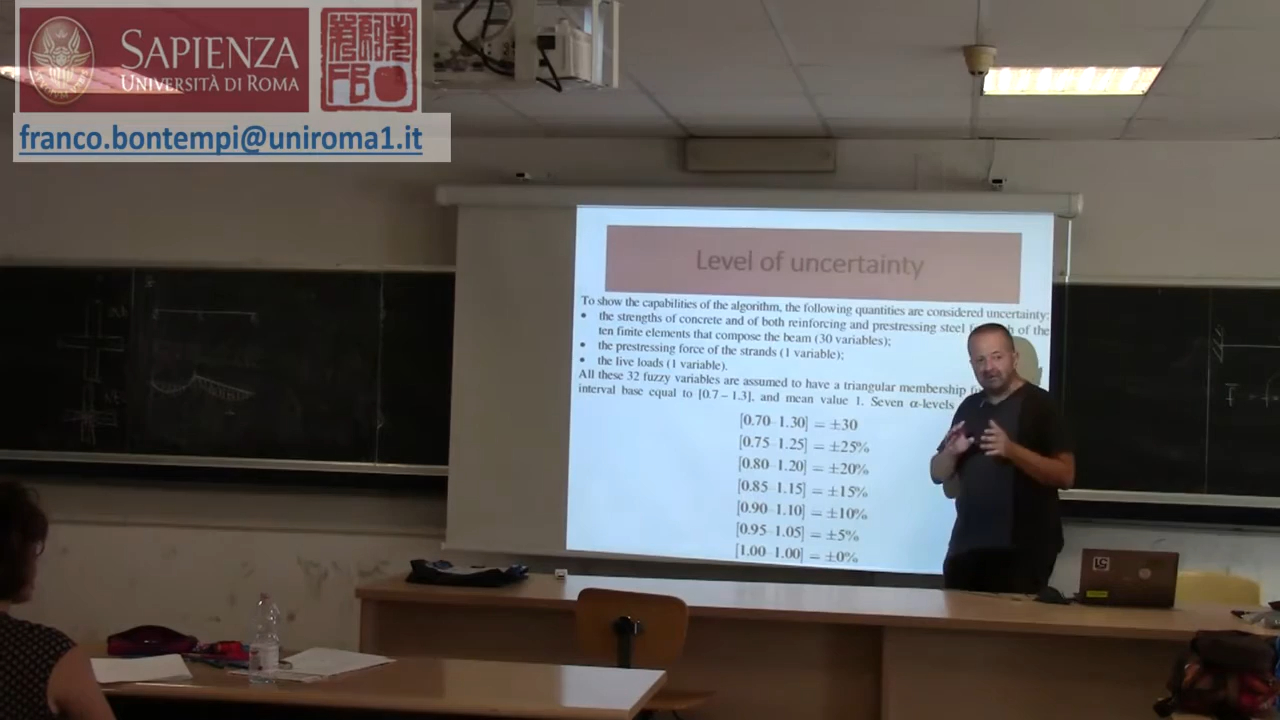 SAPIENZA
UNIVERSITÀ DI ROMA
FBO
franco.bontempi@uniroma1.it
Level of uncertainty
To show the capabilities of the algorithm, the following quantities are considered uncertainty:
• the strengths of concrete and of both reinforcing and prestressing steel of the
ten finite elements that compose the beam (30 variables);
• the prestressing force of the strands (1 variable);
• the live loads (1 variable).
All these 32 fuzzy variables are assumed to have a triangular membership
interval base equal to [0.7 – 1.3], and mean value 1. Seven α-levels
[0.70–1.30] = ±30
[0.75–1.25] = ±25%
[0.80–1.20] = ±20%
[0.85–1.15] = ±15%
[0.90–1.10] = ±10%
[0.95–1.05] = ±5%
[1.00–1.00] = ±0%